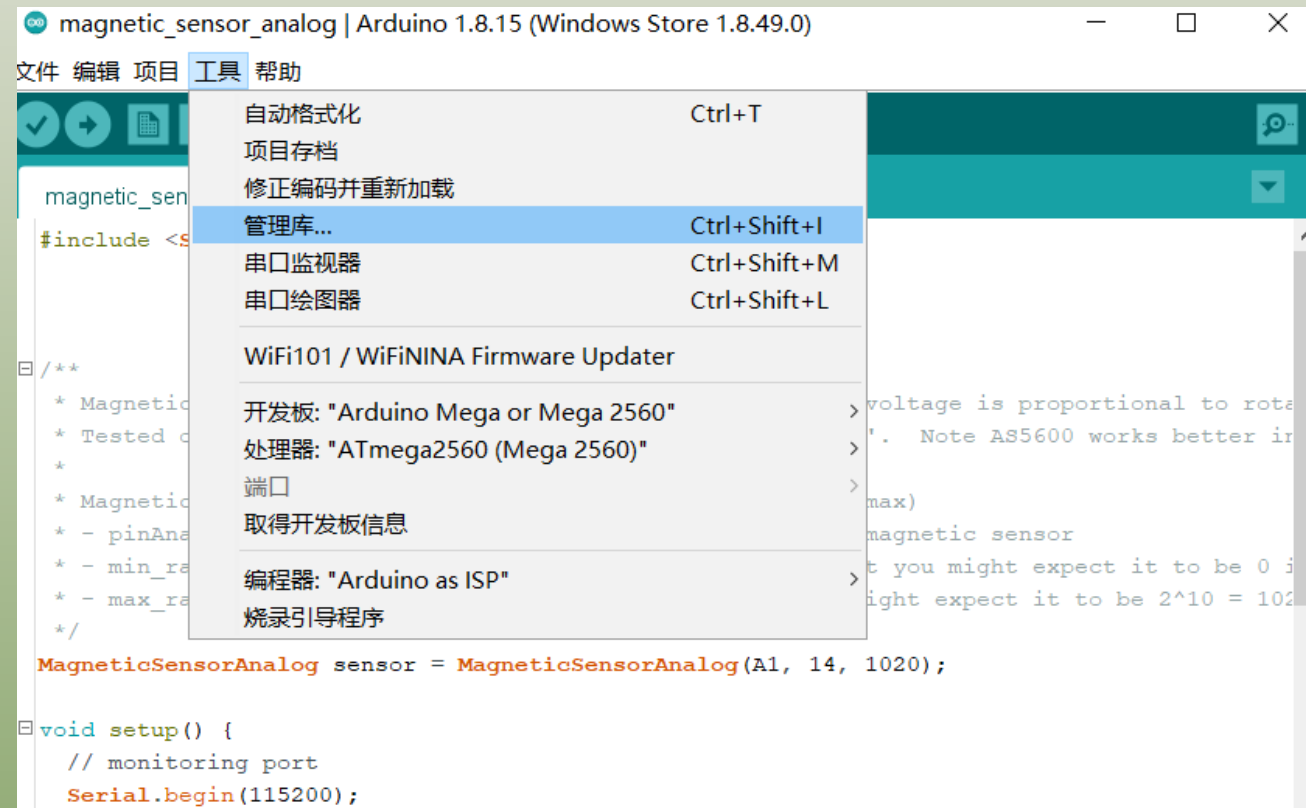 magnetic_sensor_analog | Arduino 1.8.15 (Windows Store 1.8.49.0)
文件 编辑 项目 工具 帮助
自动格式化 Ctrl+T
项目存档
修正编码并重新加载
管理库... Ctrl+Shift+I
串口监视器 Ctrl+Shift+M
串口绘图器 Ctrl+Shift+L
WiFi101 / WiFiNINA Firmware Updater
开发板: "Arduino Mega or Mega 2560"
处理器: "ATmega2560 (Mega 2560)"
端口
取得开发板信息
编程器: "Arduino as ISP"
烧录引导程序
magnetic_sen
#include <S
/**
* Magnetic voltage is proportional to rota
* Tested '. Note AS5600 works better in
*
* Magnetic max)
* - pinAna magnetic sensor
* - min_ra t you might expect it to be 0 i
* - max_ra ight expect it to be 2^10 = 102
*/
MagneticSensorAnalog sensor = MagneticSensorAnalog(A1, 14, 1020);
void setup() {
// monitoring port
Serial.begin(115200);